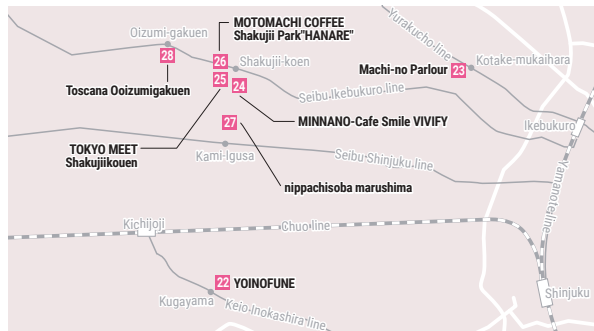 MOTOMACHI COFFEE
Shakujii Park"HANARE"
Oizumi-gakuen
Yurakucho-line
28
26
Shakujii-koen
Machi-no Parlour 23
Kotake-mukaihara
Toscana Ooizumigakuen
25
24
Seibu Ikebukuro line
27
MINNANO-Cafe Smile VIVIFY
Ikebukuro
TOKYO MEET
Shakujiikouen
Kami-Igusa
Seibu Shinjuku line
Yamanote line
nippachisoba marushima
Kichijoji
Chuo line
22 YOINOFUNE
Shinjuku
Kugayama
Keio-Inokashira line